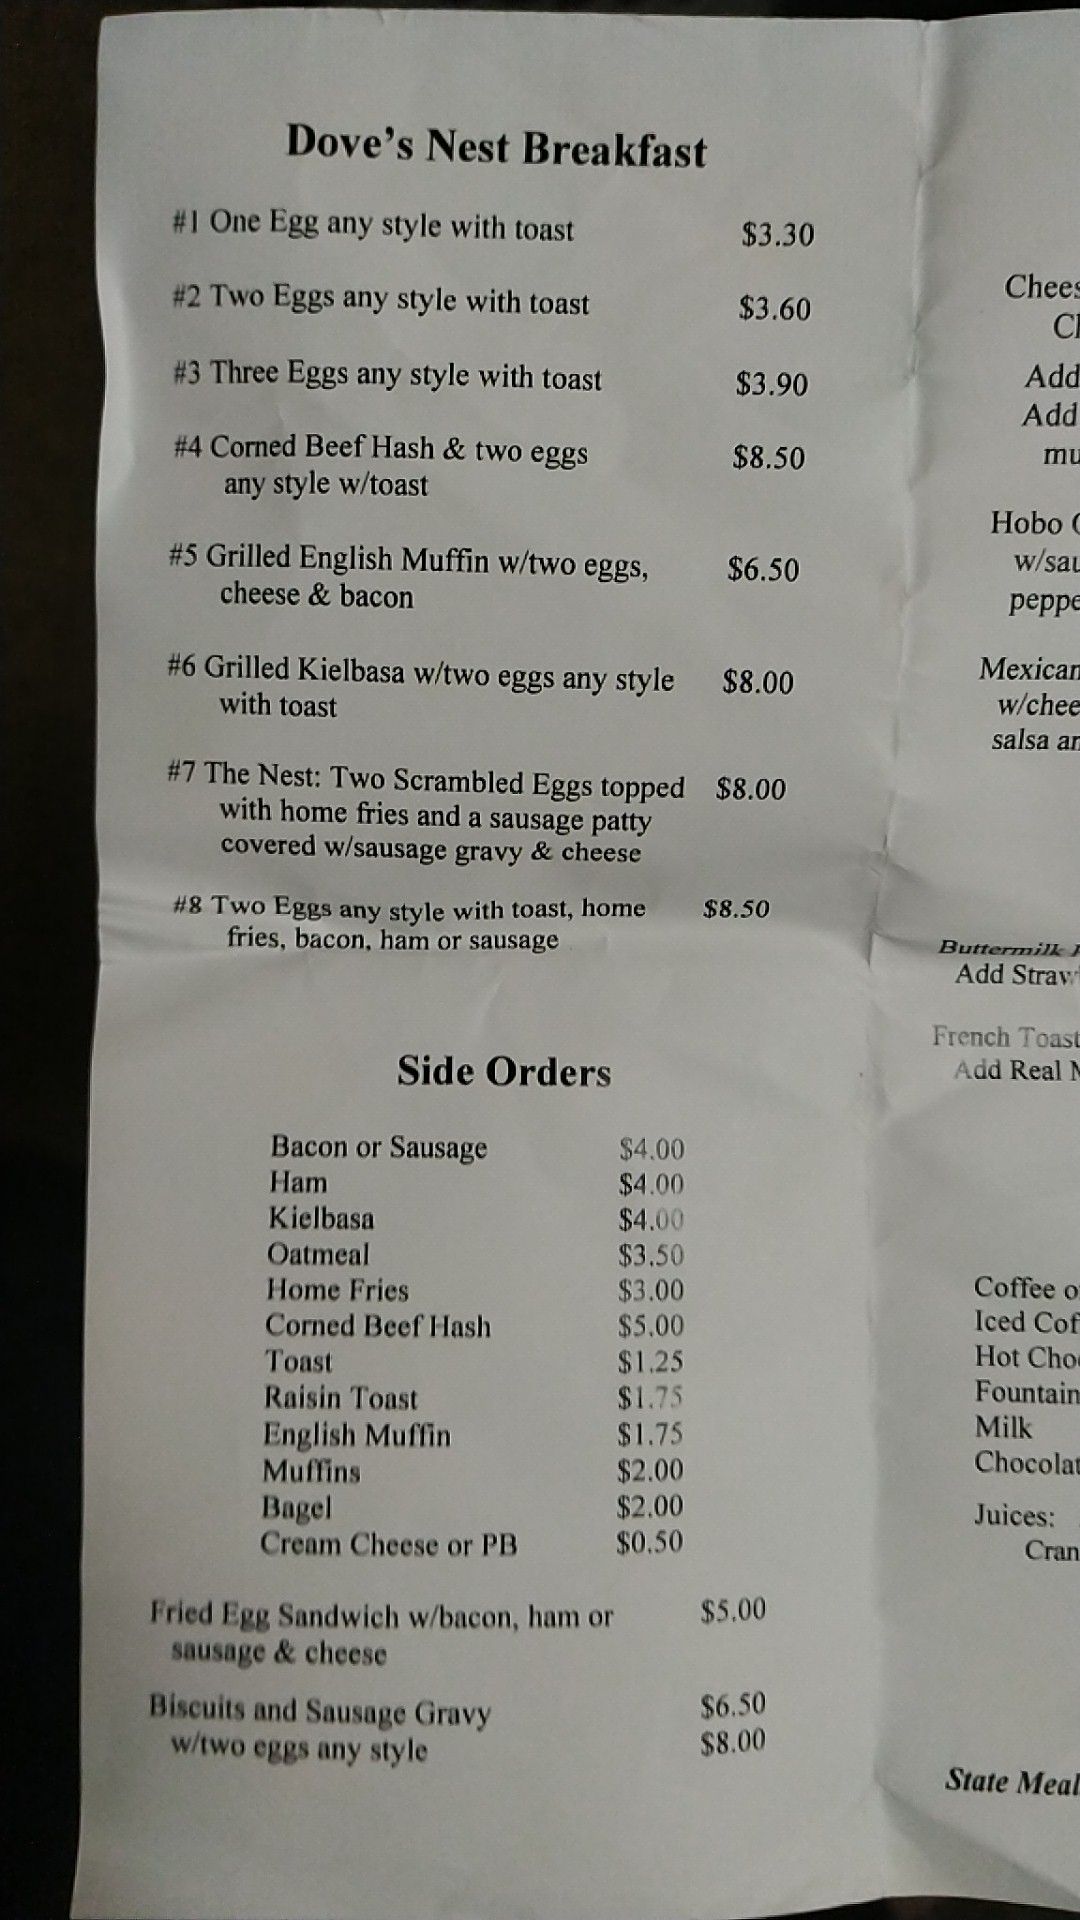 Dove's Nest Breakfast
#1 One Egg any style with toast $3.30
#2 Two Eggs any style with toast $3.60
#3 Three Eggs any style with toast $3.90
#4 Corned Beef Hash & two eggs $8.50
any style w/toast
#5 Grilled English Muffin w/two eggs, $6.50
cheese & bacon
#6 Grilled Kielbasa w/two eggs any style $8.00
with toast
#7 The Nest: Two Scrambled Eggs topped $8.00
with home fries and a sausage patty
covered w/sausage gravy & cheese
#8 Two Eggs any style with toast, home $8.50
fries, bacon, ham or sausage
Side Orders
Bacon or Sausage $4.00
Ham $4.00
Kielbasa $4.00
Oatmeal $3.50
Home Fries $3.00
Corned Beef Hash $5.00
Toast $1.25
Raisin Toast $1.75
English Muffin $1.75
Muffins $2.00
Bagel $2.00
Cream Cheese or PB $0.50
Fried Egg Sandwich w/bacon, ham or $5.00
sausage & cheese
Biscuits and Sausage Gravy $6.50
w/two eggs any style $8.00
Add
Add
Hobo
Mexican
salsa
Buttermilk
Add
French Toast
Add Real
Coffee
Iced
Hot
Fountain
Milk
Juices:
State